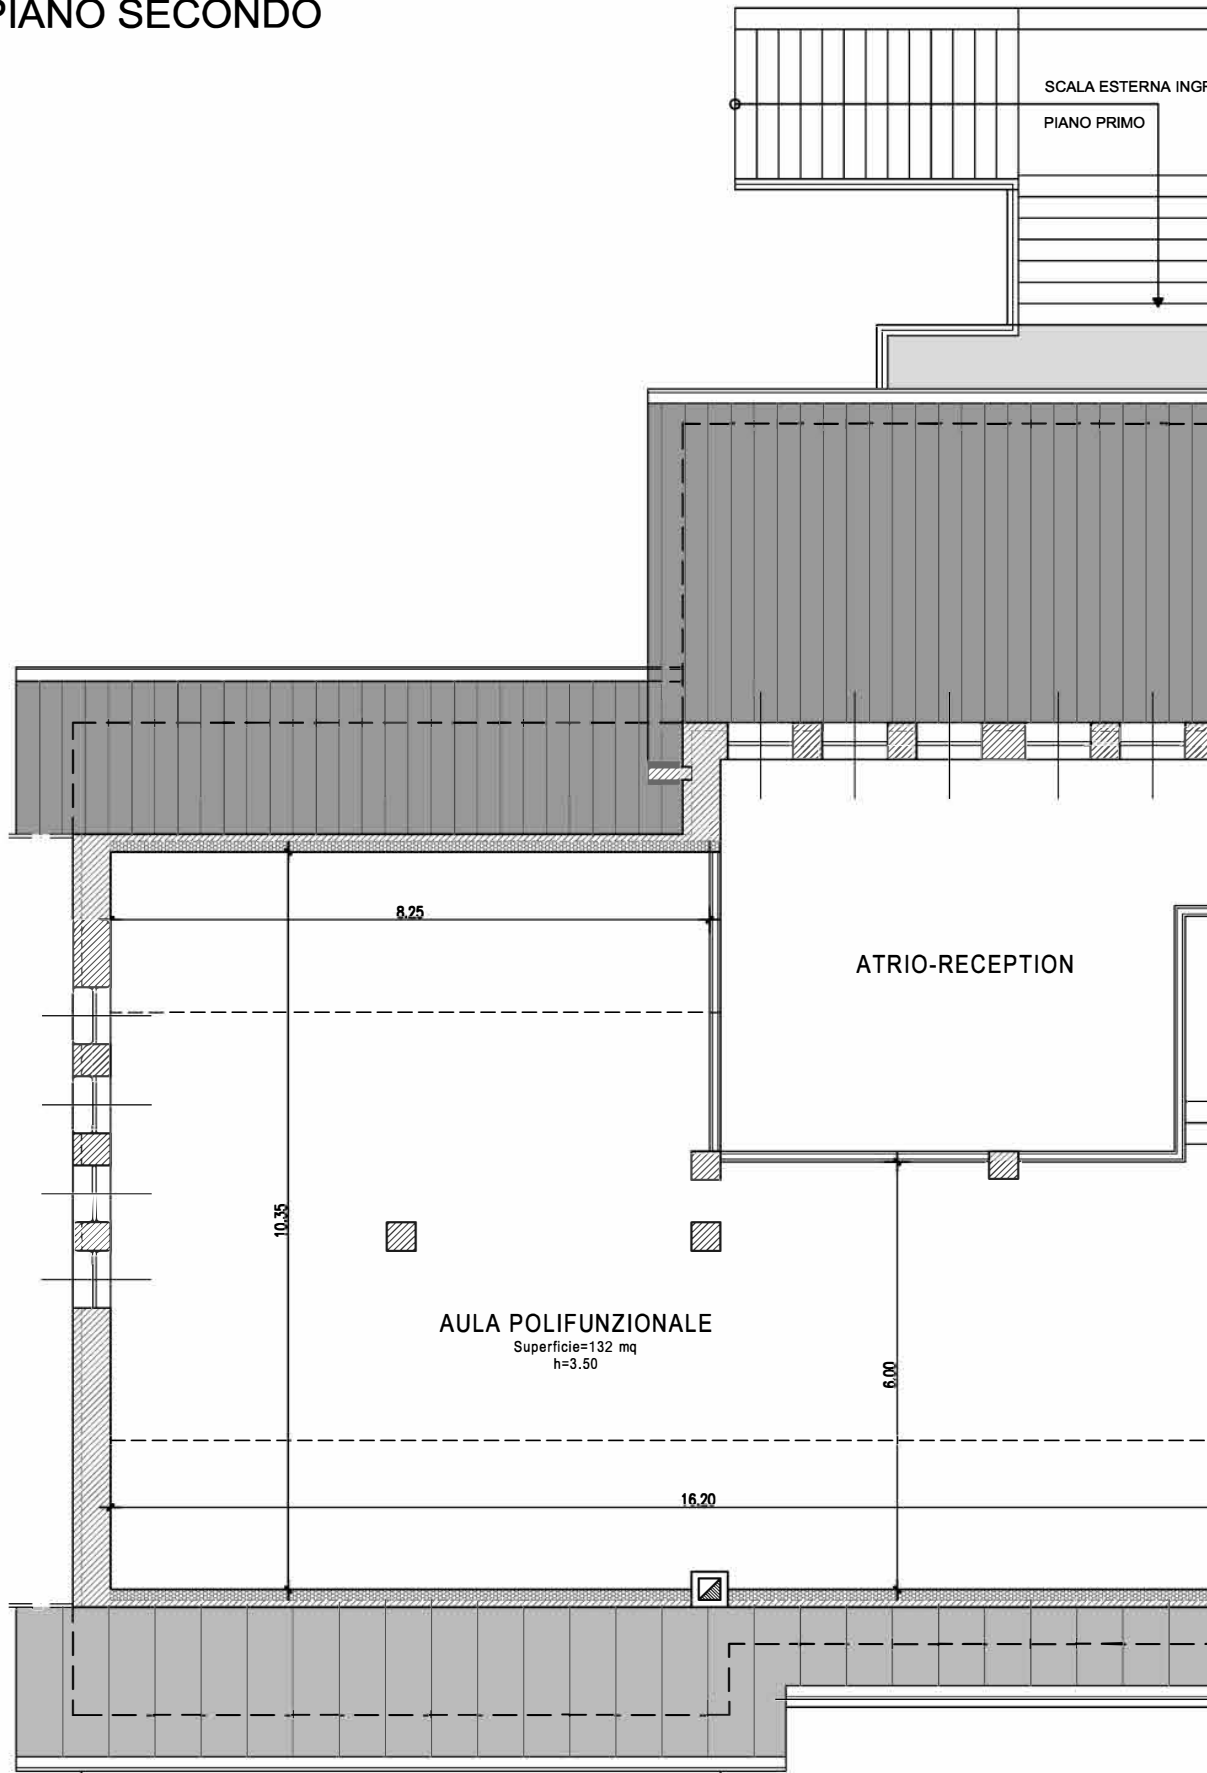 PIANO SECONDO
SCALA ESTERNA
PIANO PRIMO
8.25
ATRIO-RECEPTION
10.35
AULA POLIFUNZIONALE
Superficie=132 mq
h=3.50
6.00
16.20